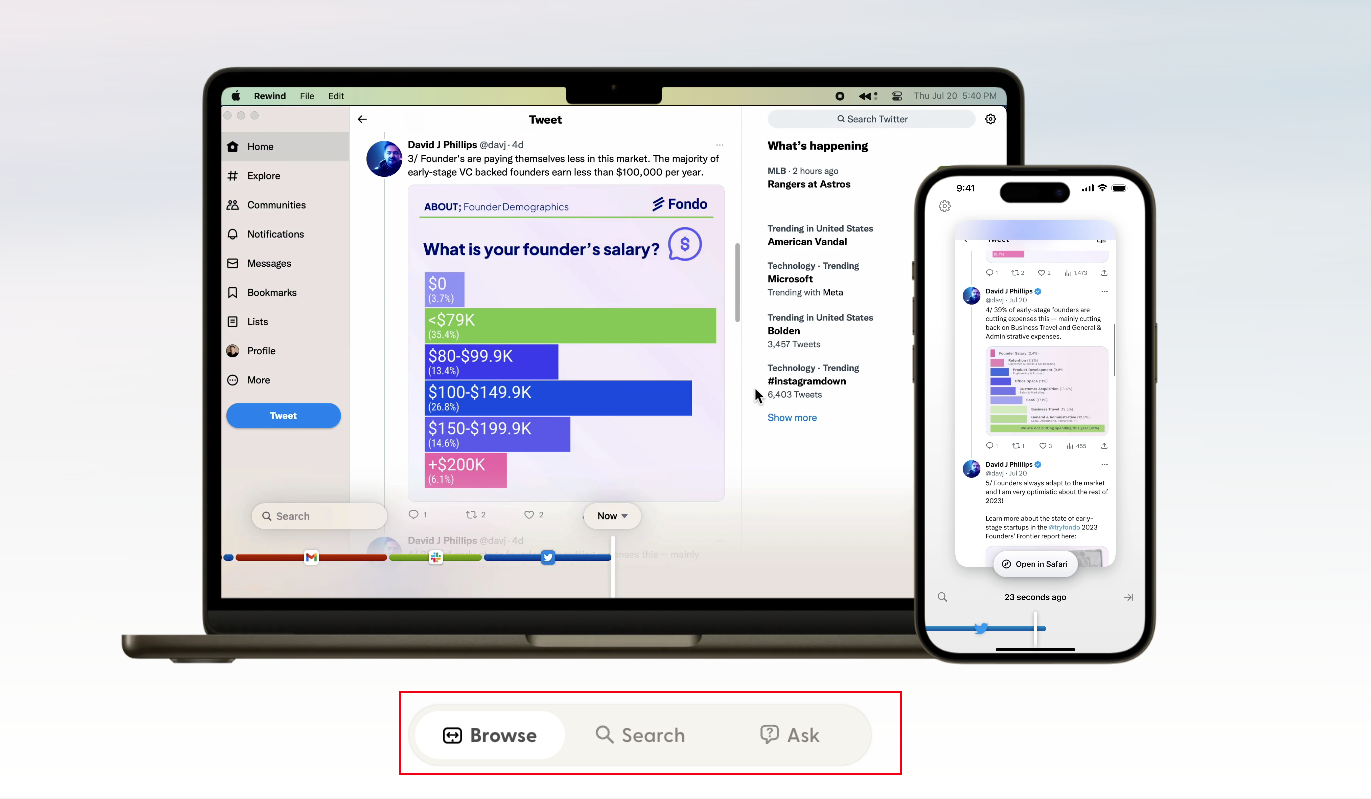 Rewind File Edit
Thu Jul 20 5:40 PM
Home
Explore
Communities
Notifications
Messages
Bookmarks
Lists
Profile
More
Tweet
Search
Tweet
David J Phillips @davj · 4d
3/ Founder's are paying themselves less in this market. The majority of
early-stage VC backed founders earn less than $100,000 per year.
ABOUT; Founder Demographics
Fondo
What is your founder's salary?
$
$0
(3.7%)
<$79K
(35.4%)
$80-$99.9K
(13.4%)
$100-$149.9K
(26.8%)
$150-$199.9K
(14.6%)
+$200K
(6.1%)
1 2 2
Now
David J Phillips @davj · 4d
Search Twitter
What's happening
MLB · 2 hours ago
Rangers at Astros
Trending in United States
American Vandal
Technology · Trending
Microsoft
Trending with Meta
Trending in United States
Bolden
3,457 Tweets
Technology · Trending
#instagramdown
6,403 Tweets
Show more
9:41
1 2 2 1,473
David J Phillips
@davj · Jul 20
4/ 39% of early-stage founders are
cutting expenses this — mainly cutting
back on Business Travel and General &
Administrative expenses.
1 1 3 455
David J Phillips
@davj · Jul 20
5/ Founders always adapt to the market
and I am very optimistic about the rest of
2023!
Learn more about the state of early-
stage startups in the @tryfondo 2023
Founders' Frontier report here:
Open in Safari
23 seconds ago
Browse
Search
Ask